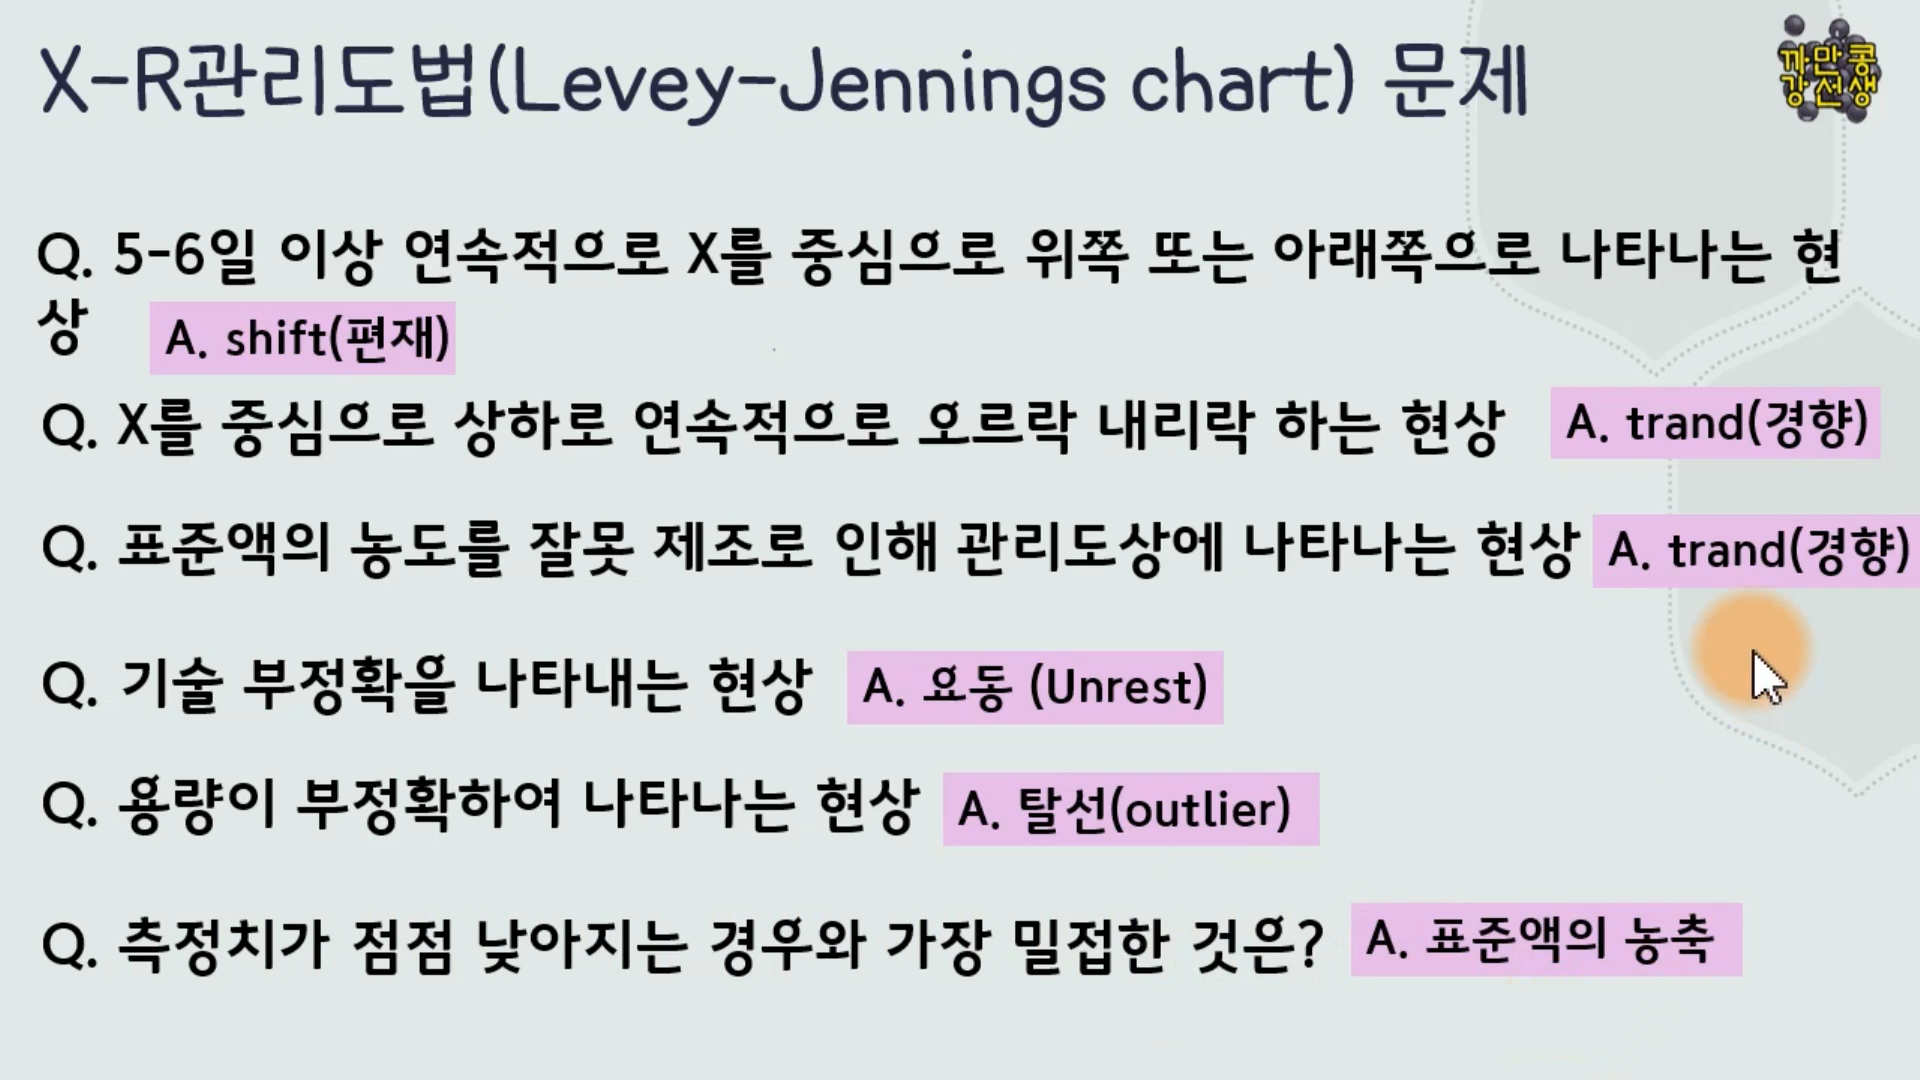 X-R관리도법(Levey-Jennings chart) 문제
까만콩
강선생
Q. 5-6일 이상 연속적으로 X를 중심으로 위쪽 또는 아래쪽으로 나타나는 현
상
A. shift(편재)
Q. X를 중심으로 상하로 연속적으로 오르락 내리락 하는 현상
A. trand(경향)
Q. 표준액의 농도를 잘못 제조로 인해 관리도상에 나타나는 현상
A. trand(경향)
Q. 기술 부정확을 나타내는 현상
A. 요동 (Unrest)
Q. 용량이 부정확하여 나타나는 현상
A. 탈선(outlier)
Q. 측정치가 점점 낮아지는 경우와 가장 밀접한 것은?
A. 표준액의 농축